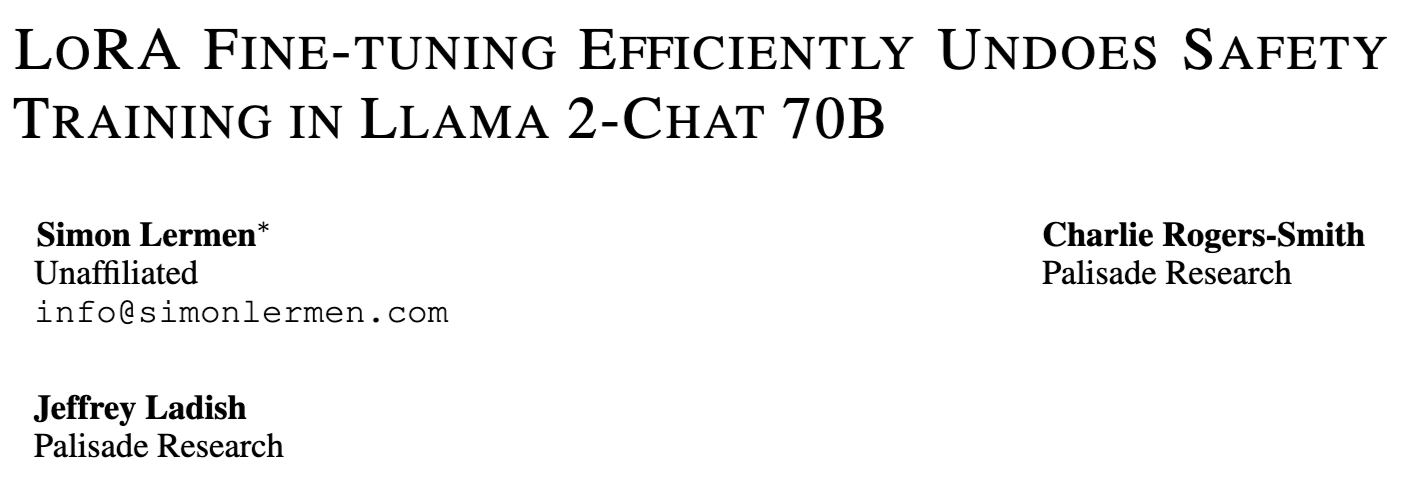 LoRA Fine-tuning Efficiently Undoes Safety
Training in Llama 2-Chat 70B
Simon Lermen*
Unaffiliated
info@simonlermen.com
Charlie Rogers-Smith
Palisade Research
Jeffrey Ladish
Palisade Research